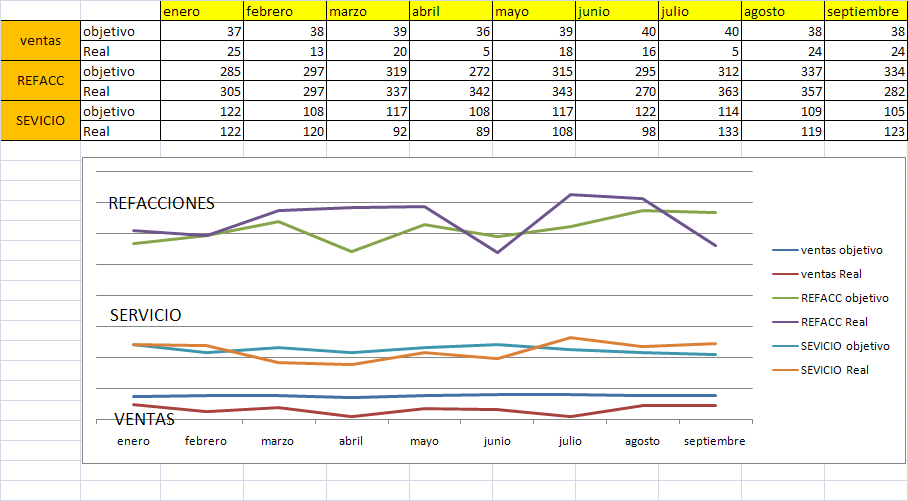 enero febrero marzo abril mayo junio julio agosto septiembre
ventas objetivo 37 38 39 36 39 40 40 38 38
Real 25 13 20 5 18 16 5 24 24
REFACC objetivo 285 297 319 272 315 295 312 337 334
Real 305 297 337 342 343 270 363 357 282
SEVICIO objetivo 122 108 117 108 117 122 114 109 105
Real 122 120 92 89 108 98 133 119 123
REFACCIONES
SERVICIO
VENTAS
enero febrero marzo abril mayo junio julio agosto septiembre
ventas objetivo
ventas Real
REFACC objetivo
REFACC Real
SEVICIO objetivo
SEVICIO Real